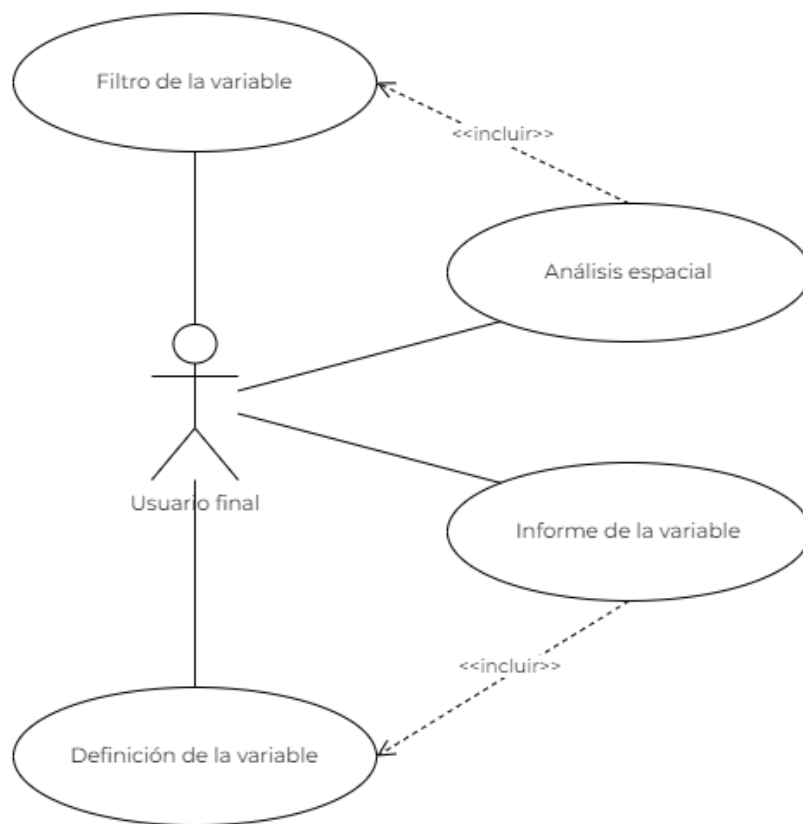 Filtro de la variable
<<incluir>>
Análisis espacial
Usuario final
Informe de la variable
<<incluir>>
Definición de la variable